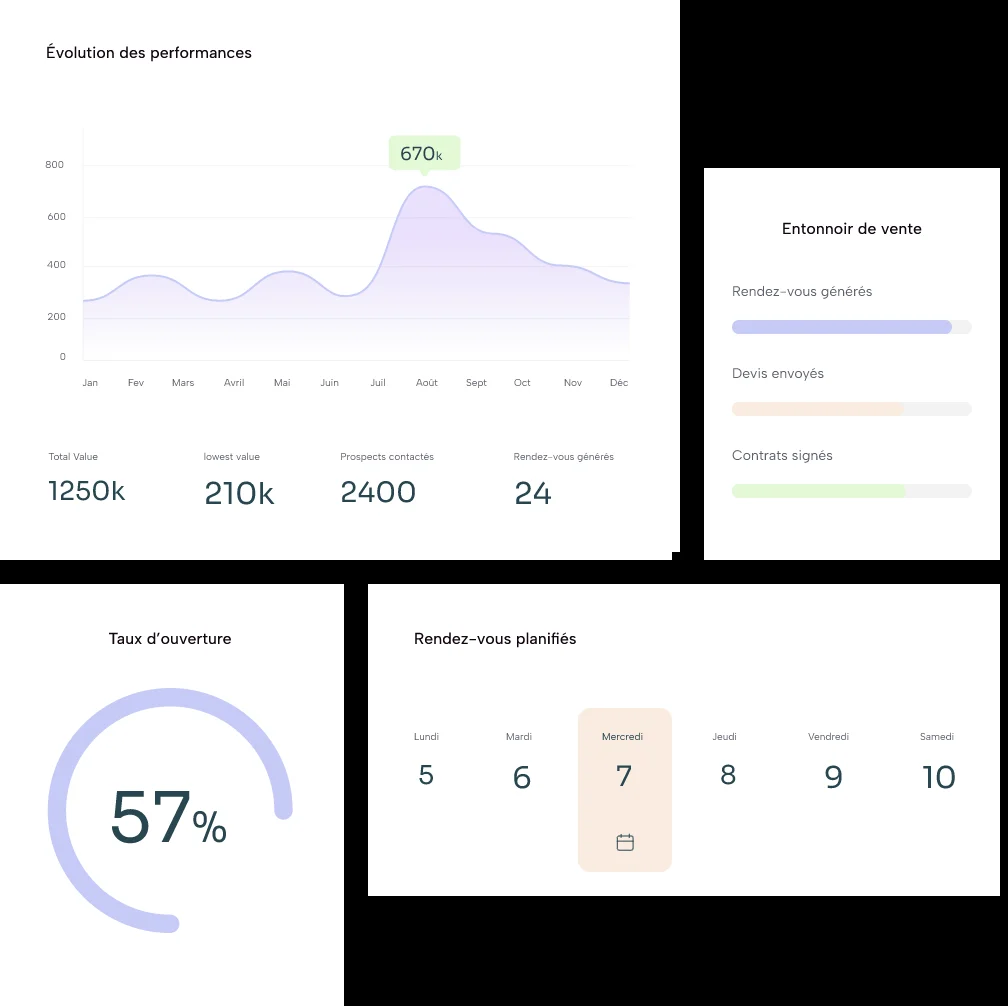 Évolution des performances
670k
800
600
400
200
0
Jan Fev Mars Avril Mai Juin Juil Août Sept Oct Nov Déc
Total Value lowest value Prospects contactés Rendez-vous générés
1250k 210k 2400 24
Entonnoir de vente
Rendez-vous générés
Devis envoyés
Contrats signés
Taux d’ouverture
57%
Rendez-vous planifiés
Lundi Mardi Mercredi Jeudi Vendredi Samedi
5 6 7 8 9 10